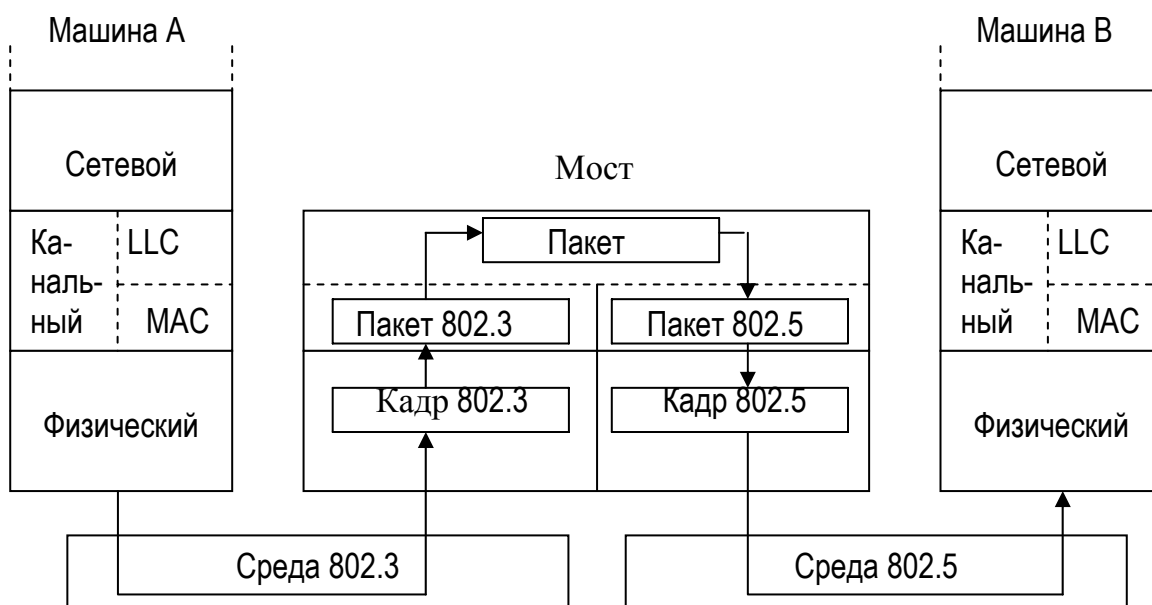 Машина А
Машина В
Сетевой
Мост
Сетевой
Ка-
наль-
ный
LLC
MAC
Пакет
Ка-
наль-
ный
LLC
MAC
Пакет 802.3
Пакет 802.5
Физический
Кадр 802.3
Кадр 802.5
Физический
Среда 802.3
Среда 802.5